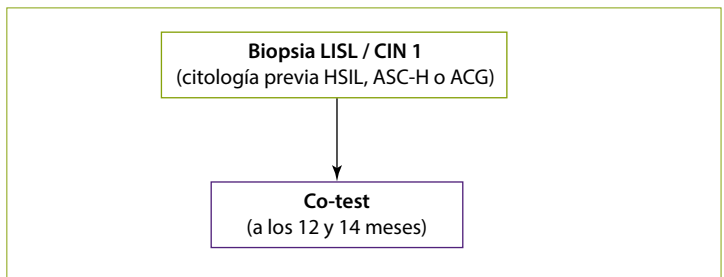 Biopsia LISL / CIN 1
(citología previa HSIL, ASC-H o ACG)
Co-test
(a los 12 y 14 meses)